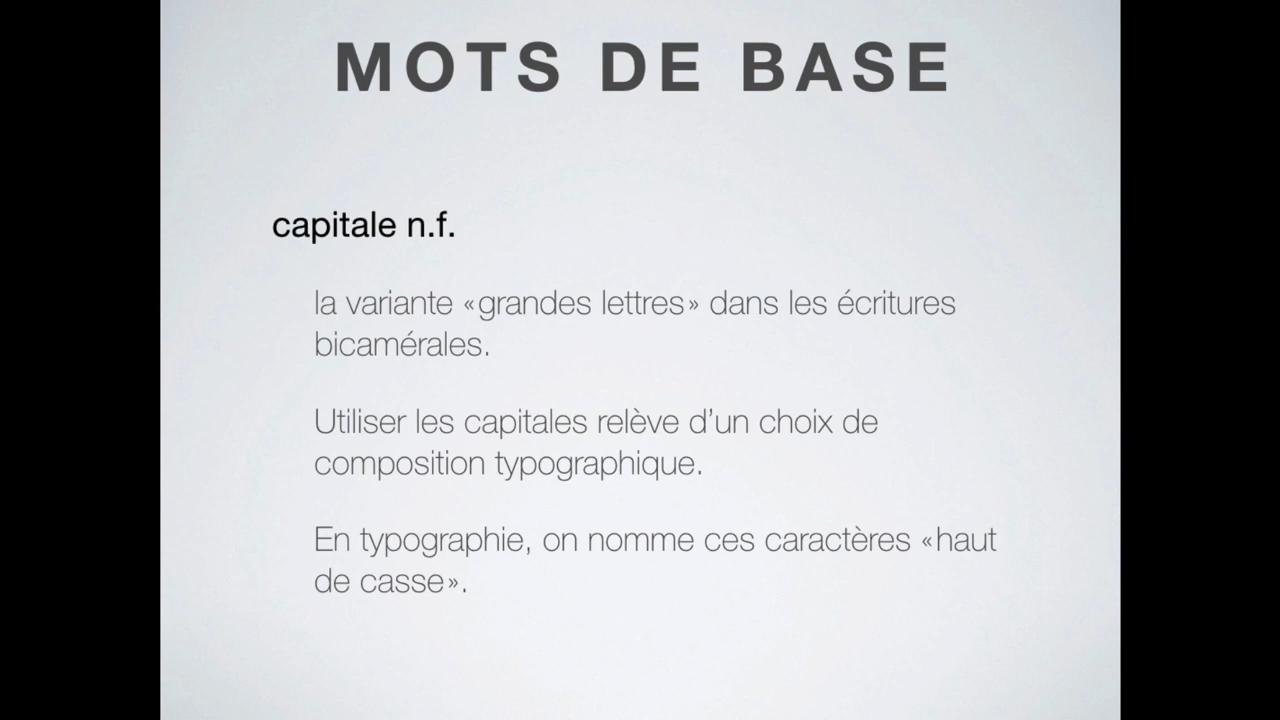 MOTS DE BASE
capitale n.f.
la variante «grandes lettres» dans les écritures
bicamérales.
Utiliser les capitales relève d’un choix de
composition typographique.
En typographie, on nomme ces caractères «haut
de casse».